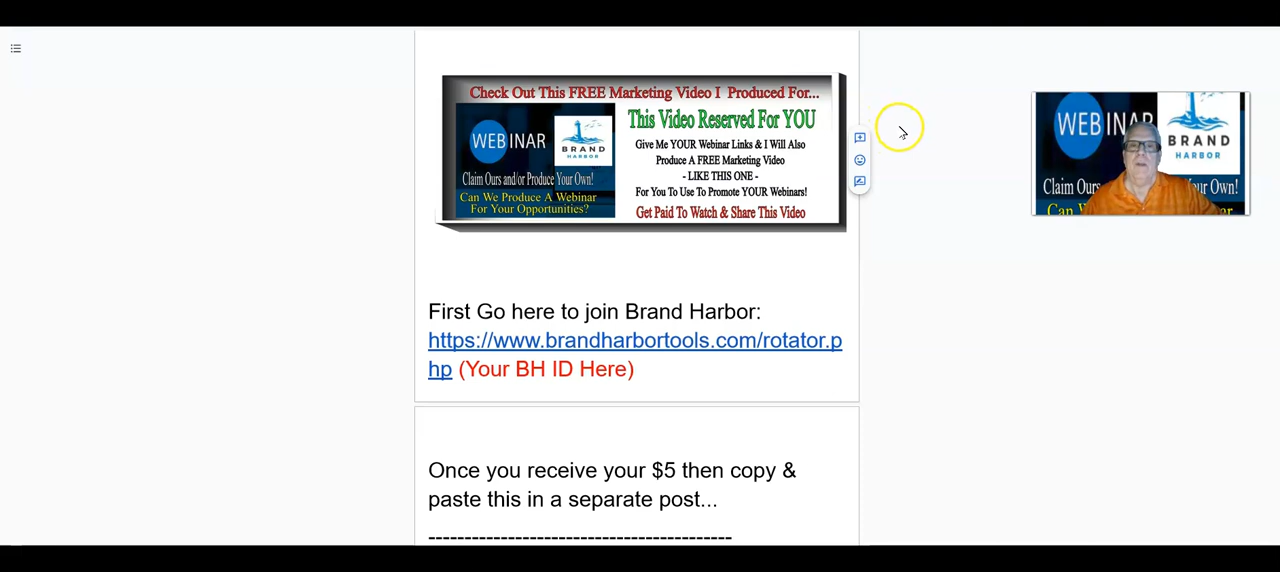 Check Out This FREE Marketing Video I Produced For...
WEBINAR
BRAND
HARBOR
Claim Ours and/or Produce Your Own!
Can We Produce A Webinar
For Your Opportunities?
This Video Reserved For YOU
Give Me YOUR Webinar Links & I Will Also
Produce A FREE Marketing Video
- LIKE THIS ONE -
For You To Use To Promote YOUR Webinars!
Get Paid To Watch & Share This Video
WEBINAR
BRAND
HARBOR
Claim Ours
Your Own!
Can W
First Go here to join Brand Harbor:
https://www.brandharbortools.com/rotator.p
hp (Your BH ID Here)
Once you receive your $5 then copy &
paste this in a separate post...
------------------------------------------